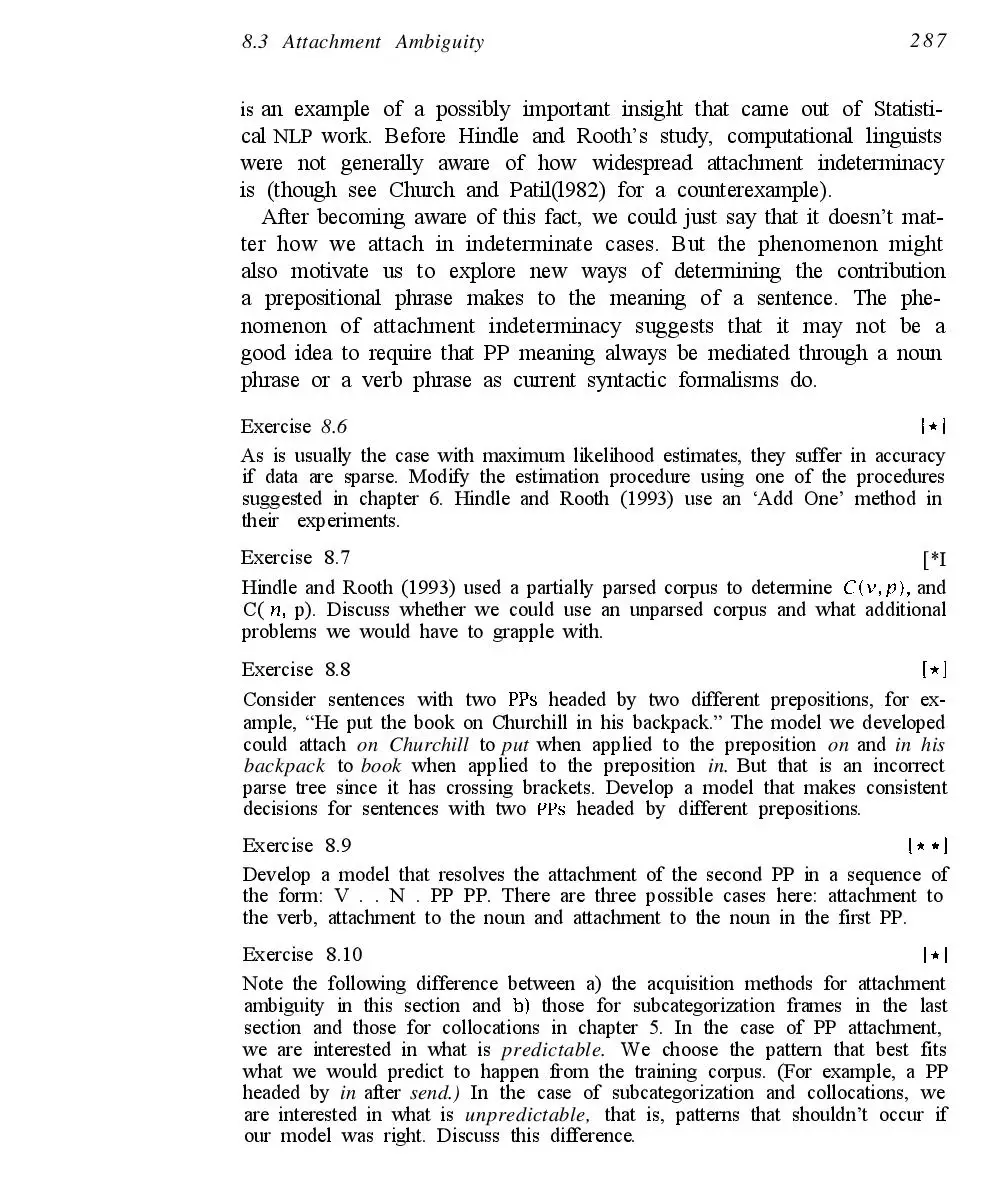 8.3 Attachment Ambiguity 287
is an example of a possibly important insight that came out of Statisti-
cal NLP work. Before Hindle and Rooth's study, computational linguists
were not generally aware of how widespread attachment indeterminacy
is (though see Church and Patil(1982) for a counterexample).
After becoming aware of this fact, we could just say that it doesn't mat-
ter how we attach in indeterminate cases. But the phenomenon might
also motivate us to explore new ways of determining the contribution
a prepositional phrase makes to the meaning of a sentence. The phe-
nomenon of attachment indeterminacy suggests that it may not be a
good idea to require that PP meaning always be mediated through a noun
phrase or a verb phrase as current syntactic formalisms do.
Exercise 8.6 [⋆]
As is usually the case with maximum likelihood estimates, they suffer in accuracy
if data are sparse. Modify the estimation procedure using one of the procedures
suggested in chapter 6. Hindle and Rooth (1993) use an 'Add One' method in
their experiments.
Exercise 8.7 [*I
Hindle and Rooth (1993) used a partially parsed corpus to determine C(v,p), and
C( n, p). Discuss whether we could use an unparsed corpus and what additional
problems we would have to grapple with.
Exercise 8.8 [⋆]
Consider sentences with two PPs headed by two different prepositions, for ex-
ample, "He put the book on Churchill in his backpack." The model we developed
could attach on Churchill to put when applied to the preposition on and in his
backpack to book when applied to the preposition in. But that is an incorrect
parse tree since it has crossing brackets. Develop a model that makes consistent
decisions for sentences with two PPs headed by different prepositions.
Exercise 8.9 [⋆ ⋆]
Develop a model that resolves the attachment of the second PP in a sequence of
the form: V . . N . PP PP. There are three possible cases here: attachment to
the verb, attachment to the noun and attachment to the noun in the first PP.
Exercise 8.10 [⋆]
Note the following difference between a) the acquisition methods for attachment
ambiguity in this section and b) those for subcategorization frames in the last
section and those for collocations in chapter 5. In the case of PP attachment,
we are interested in what is predictable. We choose the pattern that best fits
what we would predict to happen from the training corpus. (For example, a PP
headed by in after send.) In the case of subcategorization and collocations, we
are interested in what is unpredictable, that is, patterns that shouldn't occur if
our model was right. Discuss this difference.